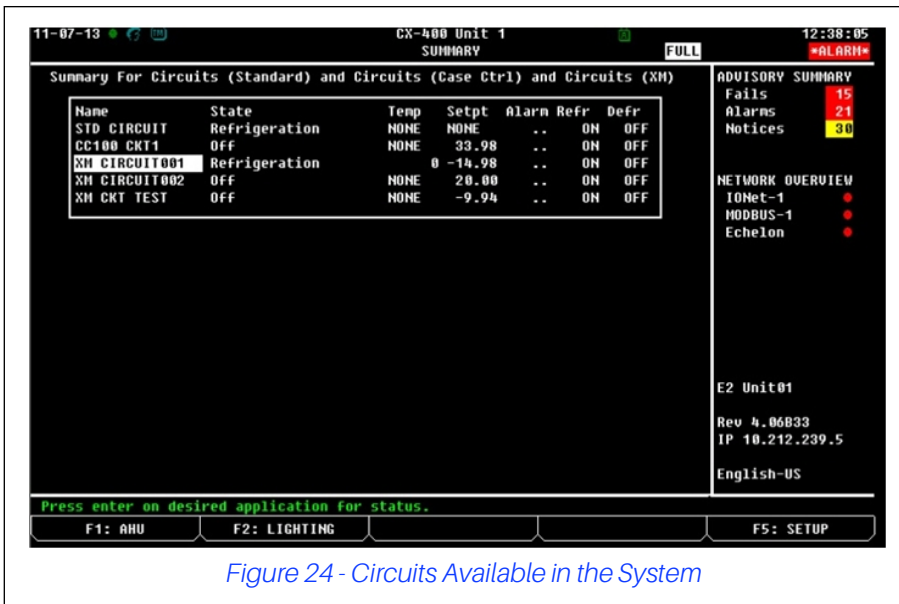 11-07-13 CX-400 Unit 1 12:38:05
SUMMARY FULL *ALARM*
Summary For Circuits (Standard) and Circuits (Case Ctrl) and Circuits (XM)
Name State Temp Setpt Alarm Refr Defr
STD CIRCUIT Refrigeration NONE NONE .. ON OFF
CC100 CKT1 Off NONE 33.98 .. ON OFF
XM CIRCUIT001 Refrigeration 0 -14.98 .. ON OFF
XM CIRCUIT002 Off NONE 20.00 .. ON OFF
XM CKT TEST Off NONE -9.94 .. ON OFF
ADVISORY SUMMARY
Fails 15
Alarms 21
Notices 30
NETWORK OVERVIEW
IONet-1
MODBUS-1
Echelon
E2 Unit01
Rev 4.06B33
IP 10.212.239.5
English-US
Press enter on desired application for status.
F1: AHU F2: LIGHTING F5: SETUP
Figure 24 - Circuits Available in the System